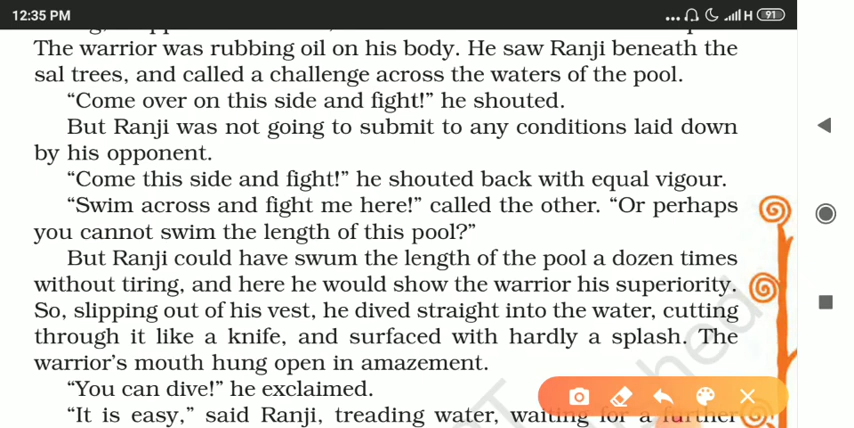 12:35 PM
H 91
The warrior was rubbing oil on his body. He saw Ranji beneath the
sal trees, and called a challenge across the waters of the pool.
“Come over on this side and fight!” he shouted.
But Ranji was not going to submit to any conditions laid down
by his opponent.
“Come this side and fight!” he shouted back with equal vigour.
“Swim across and fight me here!” called the other. “Or perhaps
you cannot swim the length of this pool?”
But Ranji could have swum the length of the pool a dozen times
without tiring, and here he would show the warrior his superiority.
So, slipping out of his vest, he dived straight into the water, cutting
through it like a knife, and surfaced with hardly a splash. The
warrior’s mouth hung open in amazement.
“You can dive!” he exclaimed.
“It is easy,” said Ranji, treading water, waiting for a further